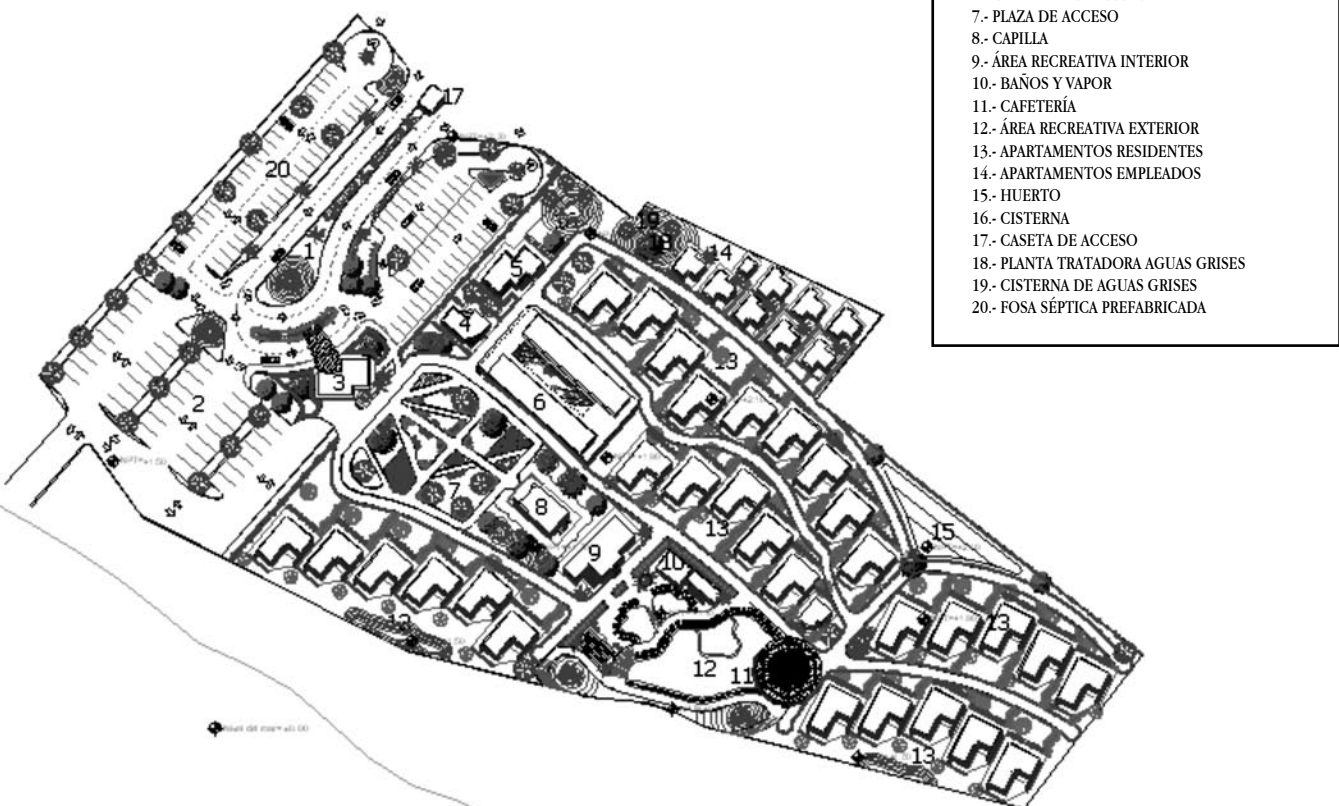 7.- PLAZA DE ACCESO
8.- CAPILLA
9.- ÁREA RECREATIVA INTERIOR
10.- BAÑOS Y VAPOR
11.- CAFETERÍA
12.- ÁREA RECREATIVA EXTERIOR
13.- APARTAMENTOS RESIDENTES
14.- APARTAMENTOS EMPLEADOS
15.- HUERTO
16.- CISTERNA
17.- CASETA DE ACCESO
18.- PLANTA TRATADORA AGUAS GRISES
19.- CISTERNA DE AGUAS GRISES
20.- FOSA SÉPTICA PREFABRICADA
17
20
19
18
14
1
5
4
13
3
6
2
7
8
13
15
9
10
13
13
12
11
13